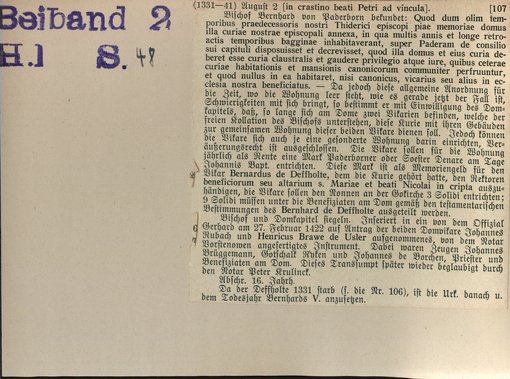 Beiband 2
H.1 S. 48
(1331—41) August 2 [in crastino beati Petri ad vincula]. [107
Bischof Bernhard von Paderborn bekundet: Quod dum olim tem-
poribus praedecessoris nostri Thiderici episcopi piae memoriae domus
illa curiae nostrae episcopali annexa, in qua multis annis et longe retro-
actis temporibus bagginae inhabitaverant, super Paderam de consilio
sui capituli disposuisset et decrevisset, quod illa domus et eius curia de-
beret esse curia claustralis et gaudere privilegio atque iure, quibus ceterae
curiae habitationis et mansionis canonicorum communiter perfruuntur,
et quod nullus in ea habitaret, nisi canonicus, vicarius seu alius in ec-
clesia nostra beneficiatus. — Da jedoch diese allgemeine Anordnung für
die Zeit, wo die Wohnung leer steht, wie es gerade jetzt der Fall ist,
Schwierigkeiten mit sich bringt, so bestimmt er mit Einwilligung des Dom-
kapitels, daß, so lange sich am Dome zwei Vikarien befinden, welche der
freien Kollation des Bischofs unterstehen, diese Kurie mit ihren Gebäuden
zur gemeinsamen Wohnung dieser beiden Vikare dienen soll. Jedoch können
die Vikare sich auch je eine gesonderte Wohnung darin einrichten, Ver-
äußerungsrecht ist ausgeschlossen. Die Vikare sollen für die Wohnung
jährlich als Rente eine Mark Paderborner oder Soester Denare am Tage
Johannis Bapt. entrichten. Diese Mark ist als Memoriengeld für den
Vikar Bernardus de Deffholte, dem die Kurie gehört hatte, den Rektoren
beneficiorum seu altarium s. Mariae et beati Nicolai in cripta auszu-
händigen, die Vikare sollen den Nonnen an der Gokirche 3 Solidi entrichten;
9 Solidi müssen unter die Benefiziaten am Dom gemäß den testamentarischen
Bestimmungen des Bernhard de Deffholte ausgeteilt werden.
Bischof und Domkapitel siegeln. Inseriert in ein von dem Offizial
Gerhard am 27. Februar 1422 auf Antrag der beiden Domvikare Johannes
Rubach und Henricus Brawe de Usler aufgenommenes, von dem Notar
Vorstenowen angefertigtes Instrument. Dabei waren Zeugen Johannes
Brüggemann, Gotschalk Ryken und Johannes de Borchen, Priester und
Benefiziaten am Dom. Dieses Transsumpt später wieder beglaubigt durch
den Notar Peter Krulinck.
Abschr. 16. Jahrh.
Da der Deffholte 1331 starb (s. die Nr. 106), ist die Urk. danach u.
dem Todesjahr Bernhards V. anzusetzen.